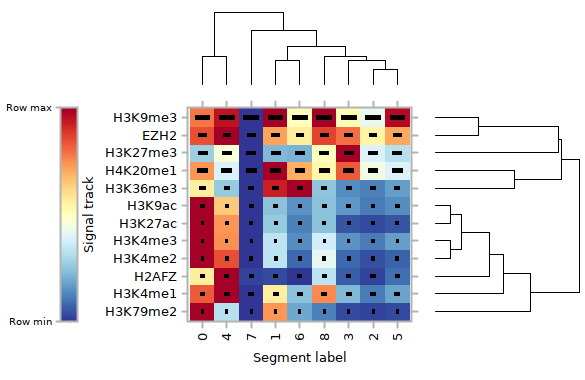 Row max
Signal track
Row min
H3K9me3
EZH2
H3K27me3
H4K20me1
H3K36me3
H3K9ac
H3K27ac
H3K4me3
H3K4me2
H2AFZ
H3K4me1
H3K79me2
0 4 7 1 6 8 3 2 5
Segment label